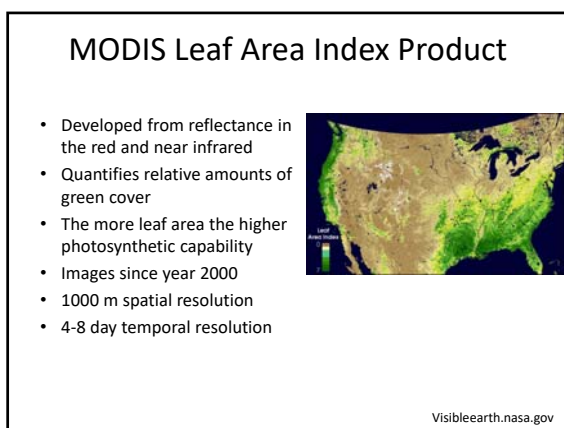 MODIS Leaf Area Index Product
• Developed from reflectance in
the red and near infrared
• Quantifies relative amounts of
green cover
• The more leaf area the higher
photosynthetic capability
• Images since year 2000
• 1000 m spatial resolution
• 4-8 day temporal resolution
Leaf
Area Index
0
7
Visibleearth.nasa.gov